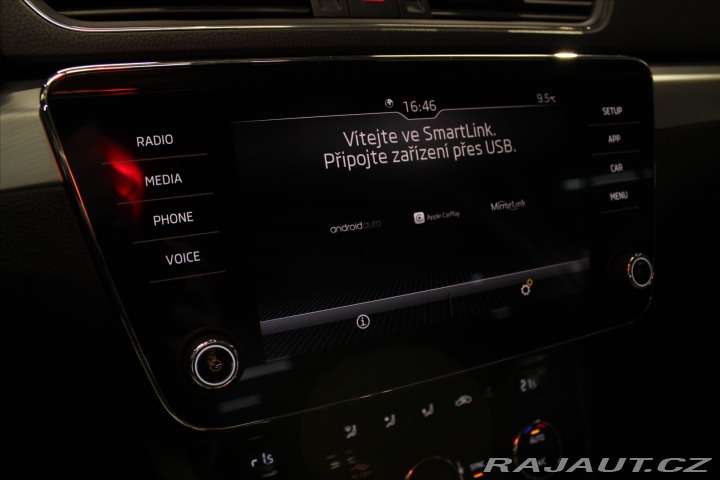 16:46
9.5°C
RADIO
MEDIA
PHONE
VOICE
Vítejte ve SmartLink.
Připojte zařízení přes USB.
androidauto
Apple CarPlay
MirrorLink
SETUP
APP
CAR
MENU
AUTO
RAJAUT.CZ